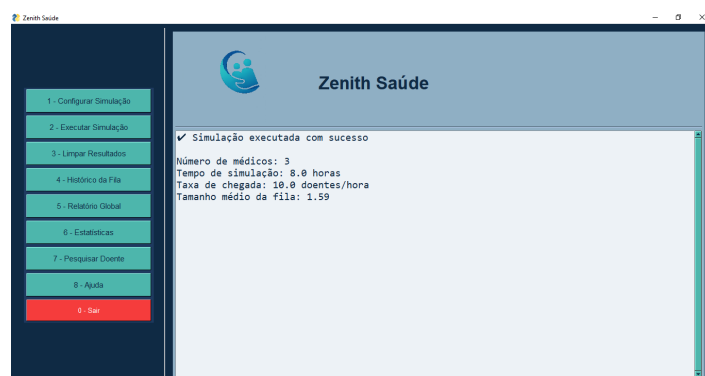 Zenith Saúde
Zenith Saúde
1 - Configurar Simulação
2 - Executar Simulação
3 - Limpar Resultados
4 - Histórico da Fila
5 - Relatório Global
6 - Estatísticas
7 - Pesquisar Doente
8 - Ajuda
0 - Sair
✔ Simulação executada com sucesso
Número de médicos: 3
Tempo de simulação: 8.0 horas
Taxa de chegada: 10.0 doentes/hora
Tamanho médio da fila: 1.59